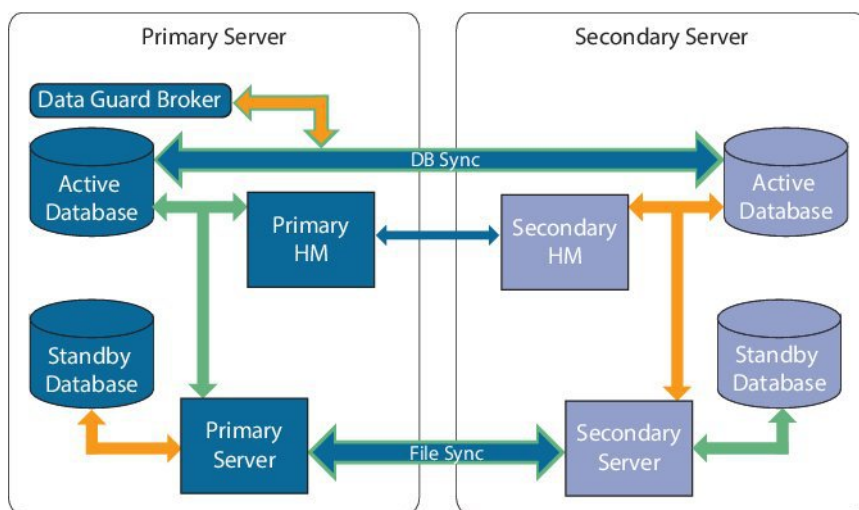 Primary Server
Secondary Server
Data Guard Broker
DB Sync
Active
Database
Active
Database
Primary
HM
Secondary
HM
Standby
Database
Standby
Database
Primary
Server
File Sync
Secondary
Server